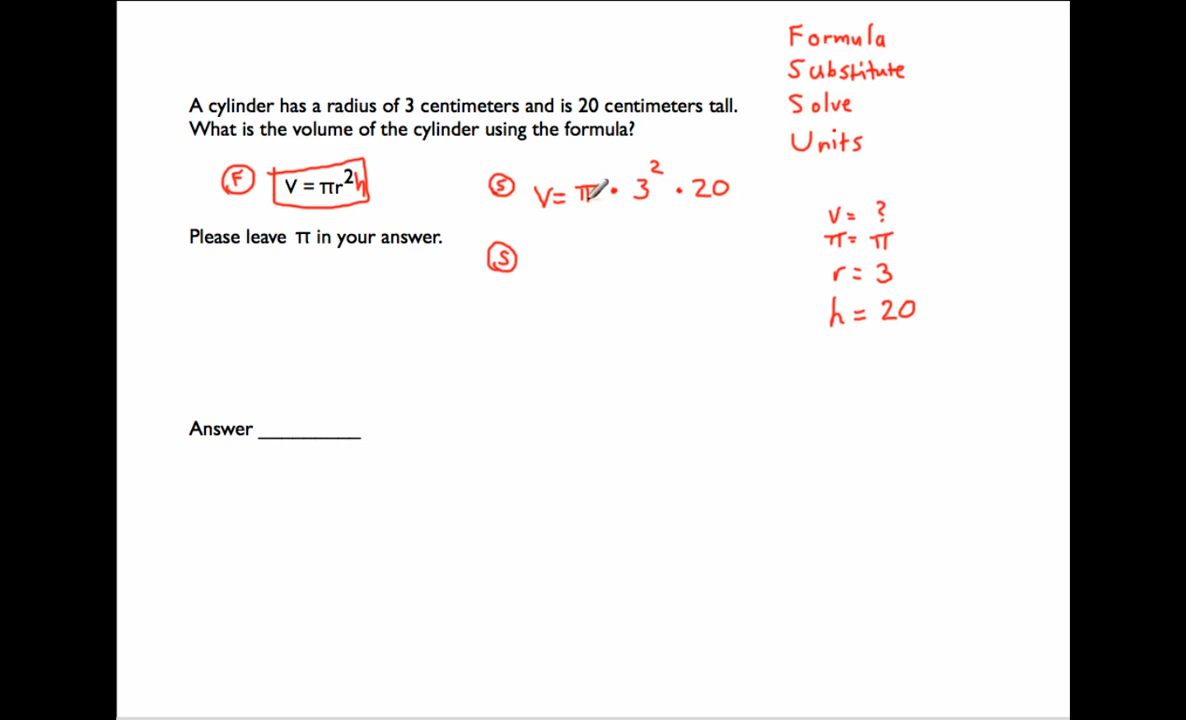 Formula
Substitute
Solve
Units
A cylinder has a radius of 3 centimeters and is 20 centimeters tall.
What is the volume of the cylinder using the formula?
F V = πr²h
S V = π · 3² · 20
Please leave π in your answer.
S
V = ?
π = π
r = 3
h = 20
Answer __________